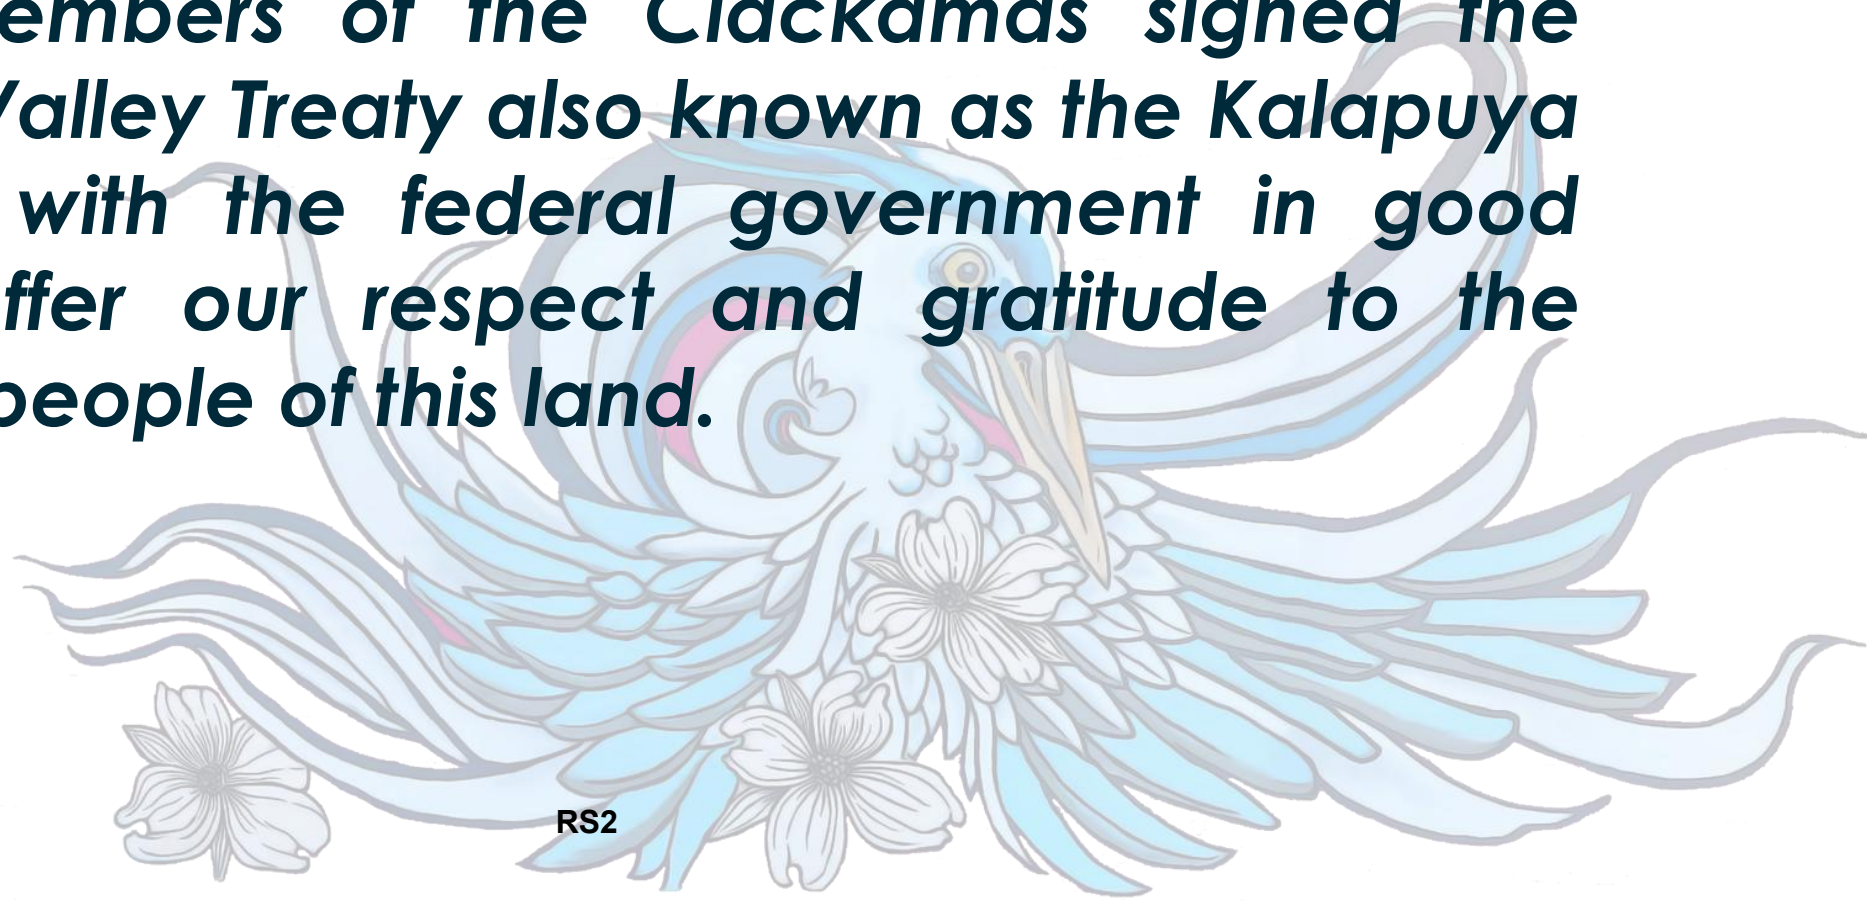 embers of the Clackamas signed the
Valley Treaty also known as the Kalapuya
with the federal government in good
ffer our respect and gratitude to the
people of this land.
RS2